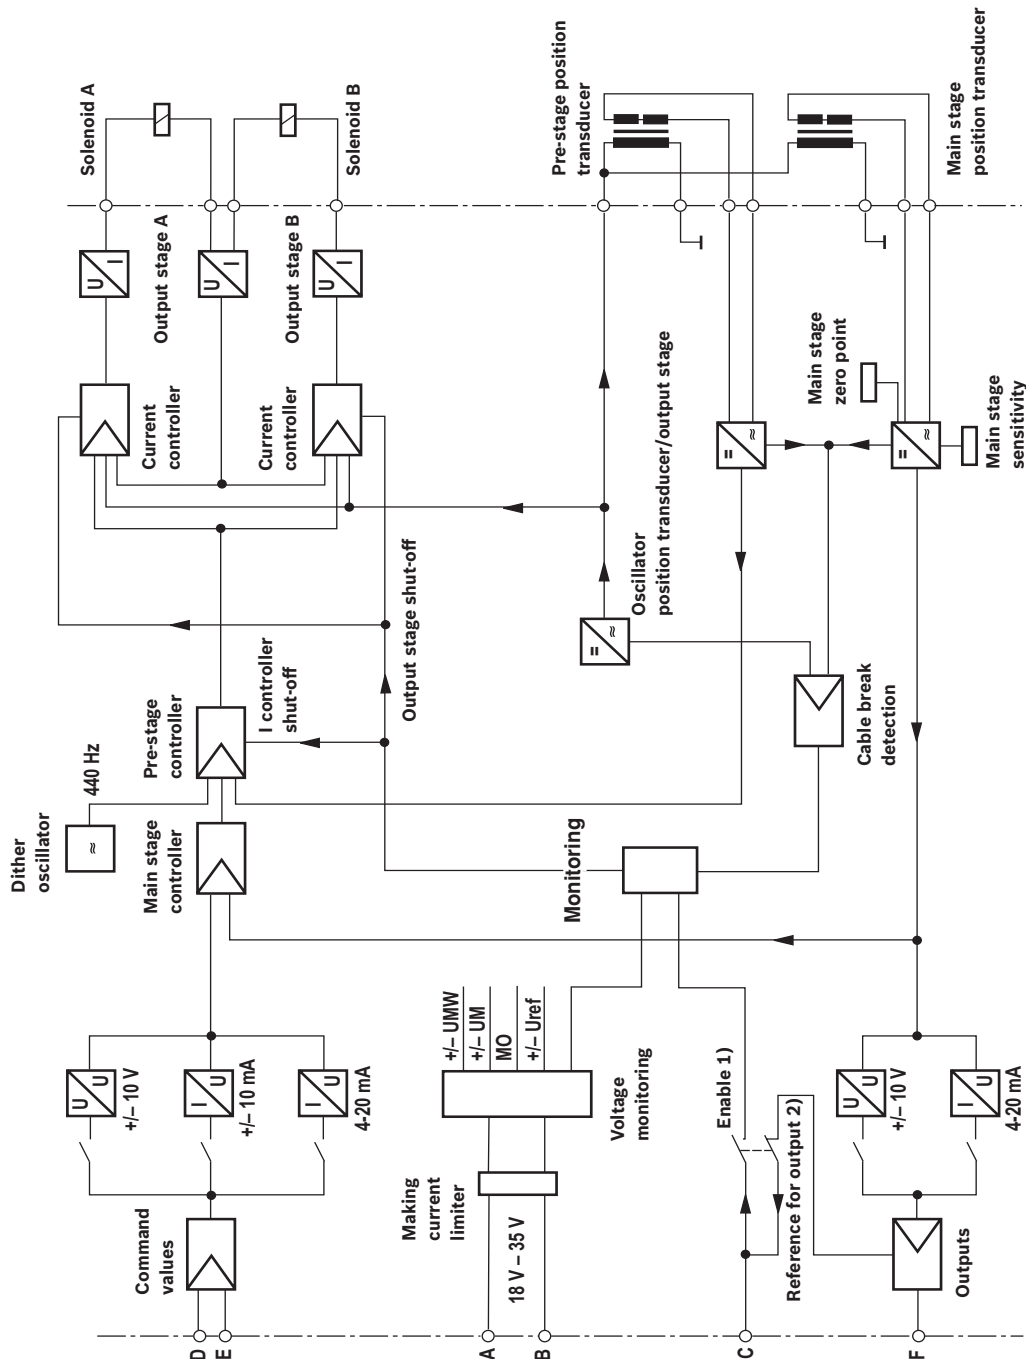 Solenoid A
Solenoid B
Pre-stage position
transducer
Main stage
position transducer
U
I
U
I
U
I
Output stage A
Output stage B
Current
controller
Current
controller
Main stage
zero point
Main stage
sensitivity
=
≈
=
≈
=
≈
Oscillator
position transducer/output stage
Output stage shut-off
I controller
shut-off
Pre-stage
controller
440 Hz
Dither
oscillator
≈
Main stage
controller
Cable break
detection
Monitoring
+/– UMW
+/– UM
MO
+/– Uref
Voltage
monitoring
Enable 1)
Reference for output 2)
U
U
+/– 10 V
I
U
+/– 10 mA
I
U
4-20 mA
U
U
+/– 10 V
I
U
4-20 mA
Command
values
Making
current
limiter
18 V – 35 V
Outputs
D
E
A
B
C
F